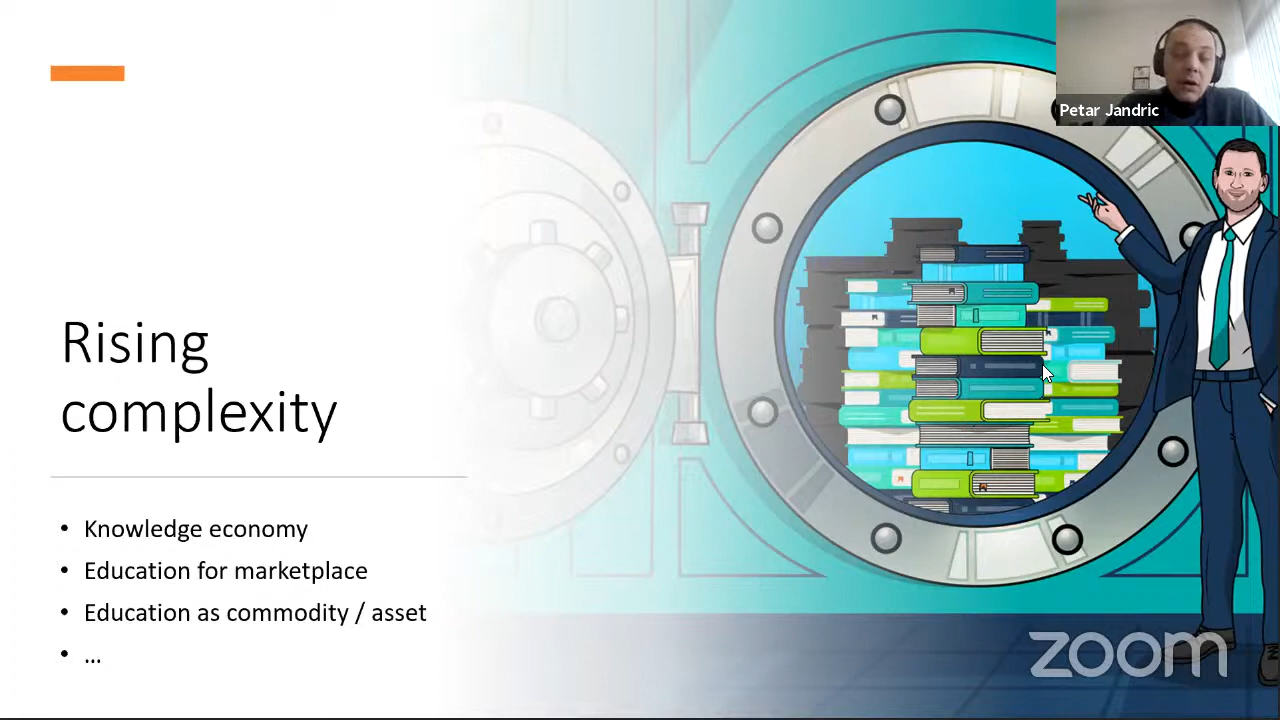 Petar Jandric
Rising
complexity
• Knowledge economy
• Education for marketplace
• Education as commodity / asset
• ...
zoom